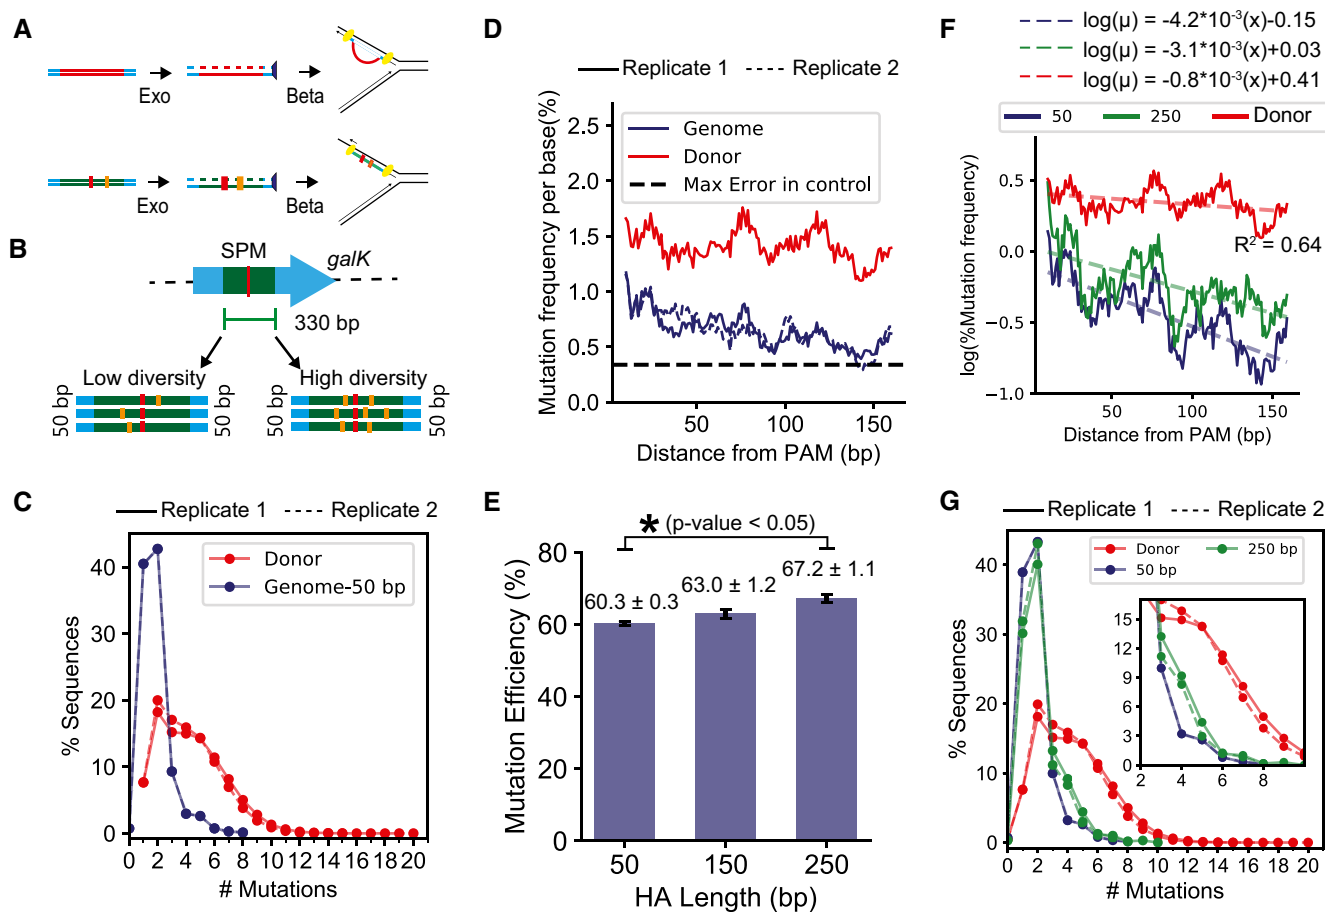 A
Exo
Beta
Exo
Beta
B
SPM
galK
330 bp
Low diversity
High diversity
50 bp
50 bp
50 bp
50 bp
C
Replicate 1
Replicate 2
Donor
Genome-50 bp
% Sequences
40
30
20
10
0
0 2 4 6 8 10 12 14 16 18 20
# Mutations
D
Replicate 1
Replicate 2
Genome
Donor
Max Error in control
Mutation frequency per base(%)
2.5
2.0
1.5
1.0
0.5
0.0
50 100 150
Distance from PAM (bp)
E
* (p-value < 0.05)
60.3 ± 0.3
63.0 ± 1.2
67.2 ± 1.1
Mutation Efficiency (%)
80
60
40
20
0
50 150 250
HA Length (bp)
F
log(μ) = -4.2*10⁻³(x)-0.15
log(μ) = -3.1*10⁻³(x)+0.03
log(μ) = -0.8*10⁻³(x)+0.41
50 250 Donor
log(%Mutation frequency)
0.5
0.0
−0.5
−1.0
R² = 0.64
50 100 150
Distance from PAM (bp)
G
Replicate 1
Replicate 2
Donor
50 bp
250 bp
% Sequences
40
30
20
10
0
15
12
9
6
3
0
2 4 6 8
0 2 4 6 8 10 12 14 16 18 20
# Mutations